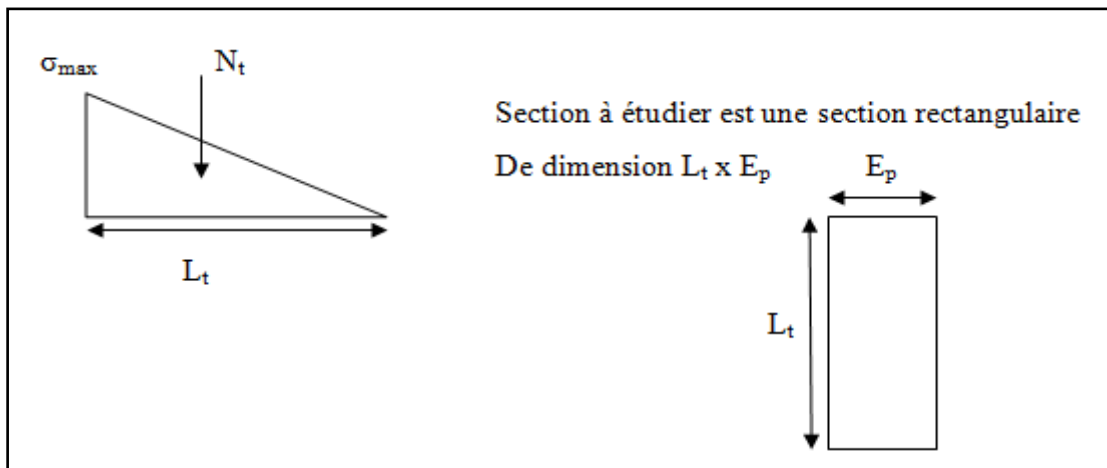 σmax
Nt
Lt
Section à étudier est une section rectangulaire
De dimension Lt x Ep
Ep
Lt